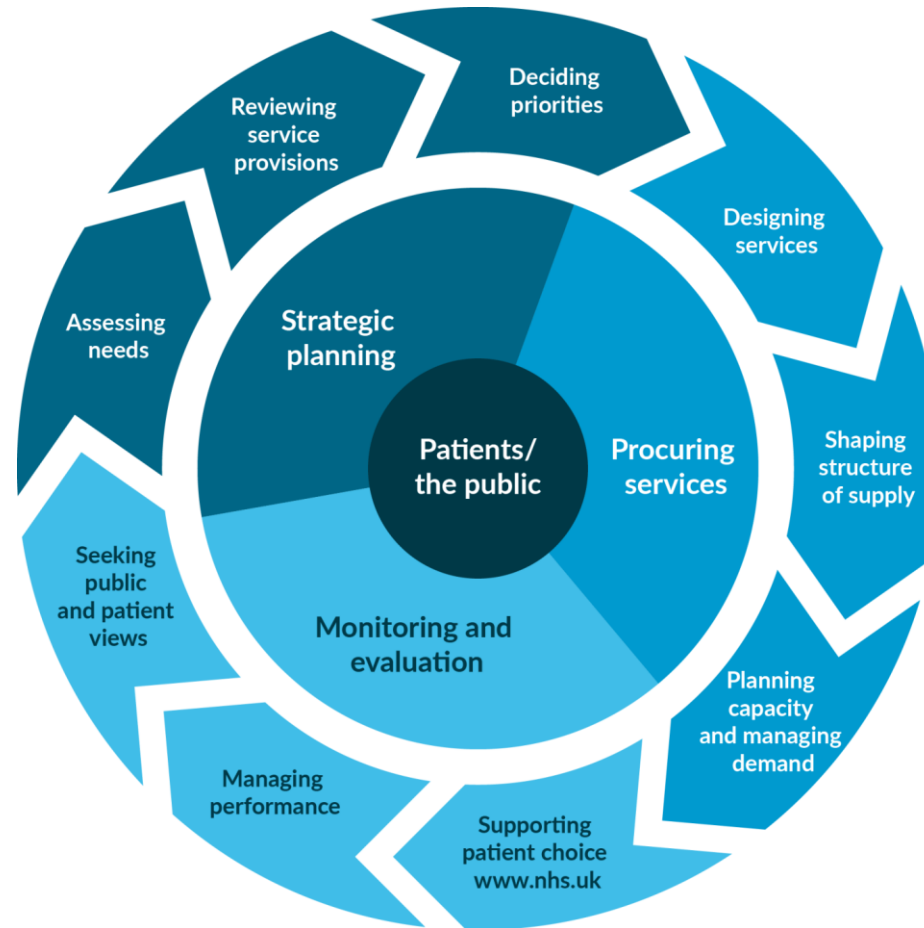 Deciding
priorities
Designing
services
Shaping
structure
of supply
Planning
capacity
and managing
demand
Supporting
patient choice
www.nhs.uk
Managing
performance
Seeking
public
and patient
views
Assessing
needs
Reviewing
service
provisions
Strategic
planning
Procuring
services
Monitoring and
evaluation
Patients/
the public